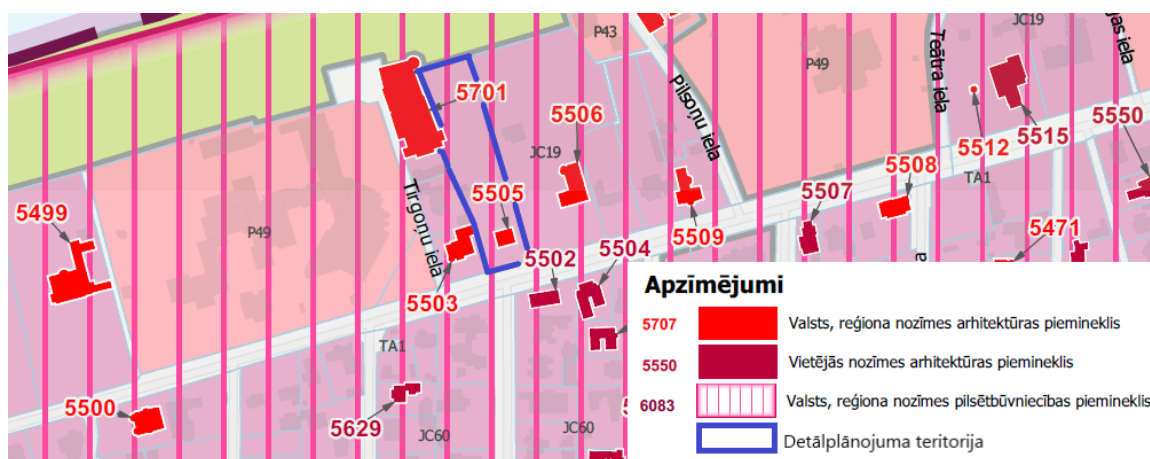 P43
JC19
Teātra iela
P49
5701
Pilsoņu iela
5506
5512
5515
5550
JC19
5508
TA1
5505
5507
5499
P49
Tirgoņu iela
5509
5471
5502
5504
5503
TA1
5500
5629
JC60
JC60
Apzīmējumi
5707 Valsts, reģiona nozīmes arhitektūras piemineklis
5550 Vietējās nozīmes arhitektūras piemineklis
6083 Valsts, reģiona nozīmes pilsētbūvniecības piemineklis
Detālplānojuma teritorija